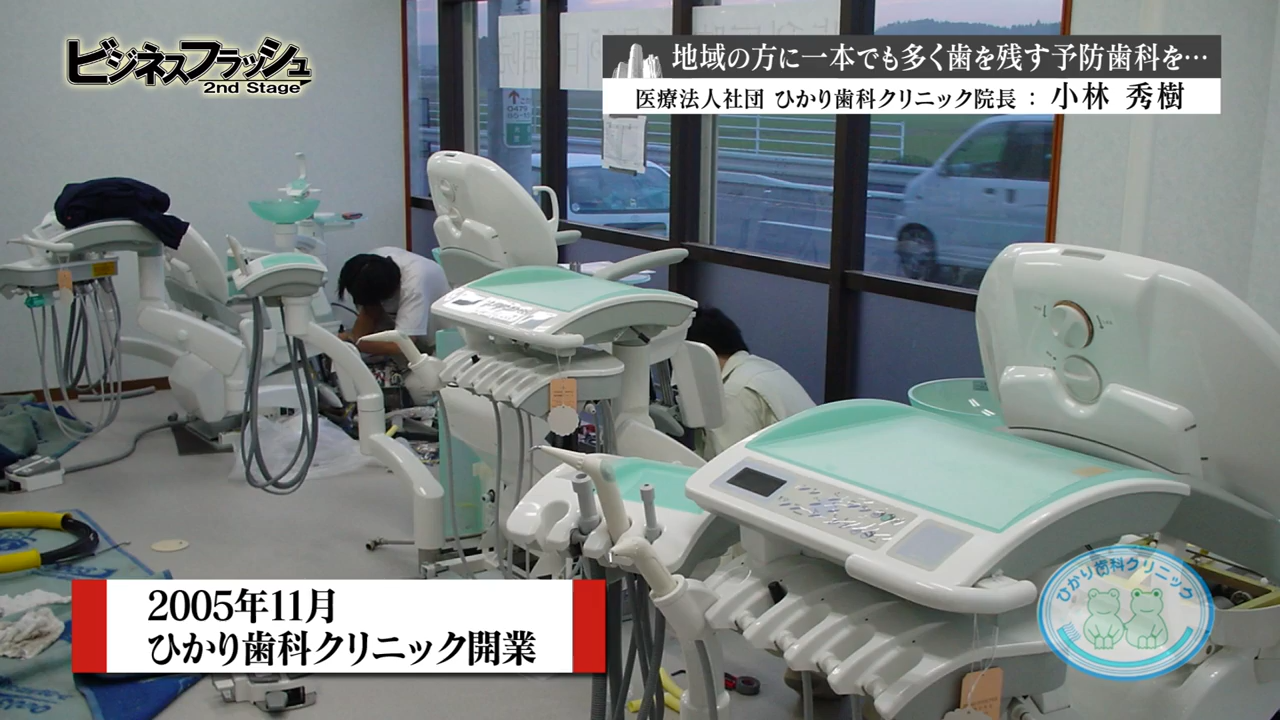 ビジネスフラッシュ
2nd Stage
地域の方に一本でも多く歯を残す予防歯科を…
医療法人社団 ひかり歯科クリニック院長 : 小林 秀樹
0479
2005年11月
ひかり歯科クリニック開業
ひかり歯科クリニック